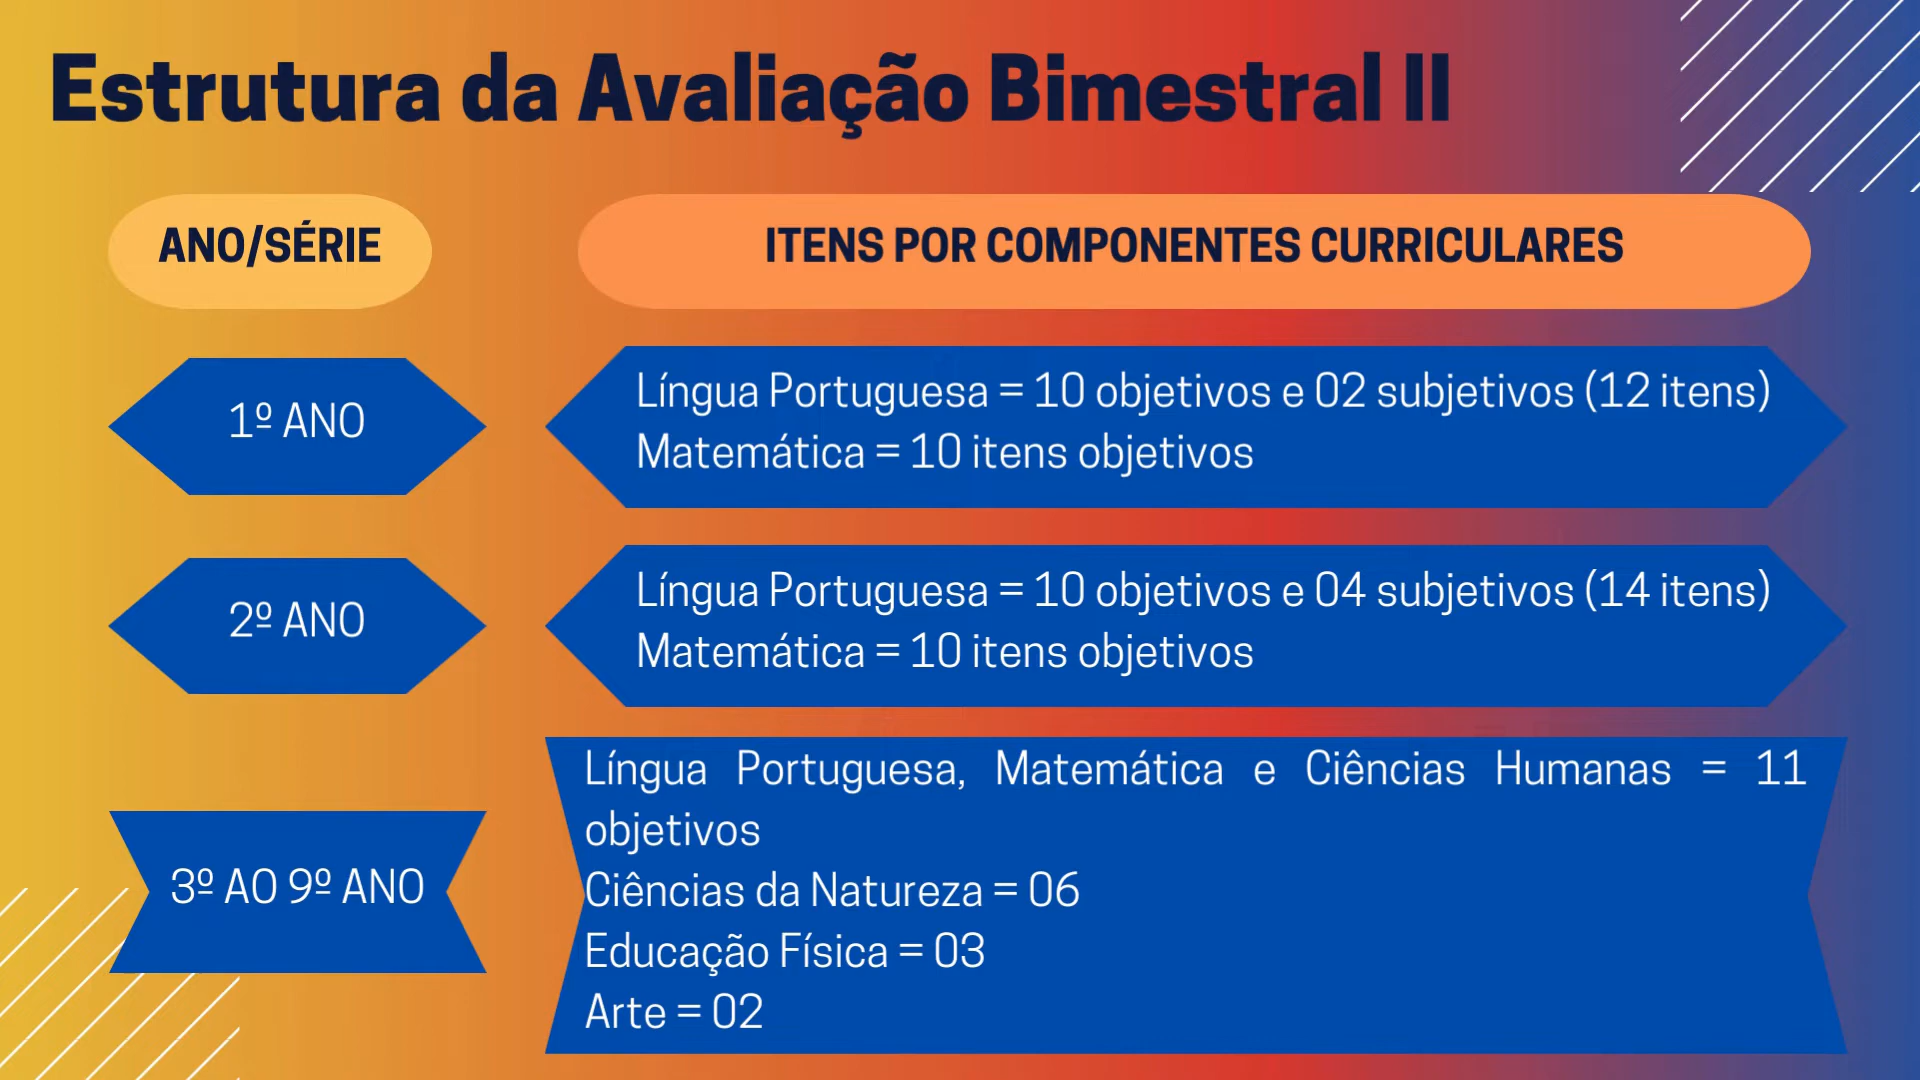 Estrutura da Avaliação Bimestral II
ANO/SÉRIE
ITENS POR COMPONENTES CURRICULARES
1º ANO
Língua Portuguesa = 10 objetivos e 02 subjetivos (12 itens)
Matemática = 10 itens objetivos
2º ANO
Língua Portuguesa = 10 objetivos e 04 subjetivos (14 itens)
Matemática = 10 itens objetivos
3º AO 9º ANO
Língua Portuguesa, Matemática e Ciências Humanas = 11
objetivos
Ciências da Natureza = 06
Educação Física = 03
Arte = 02